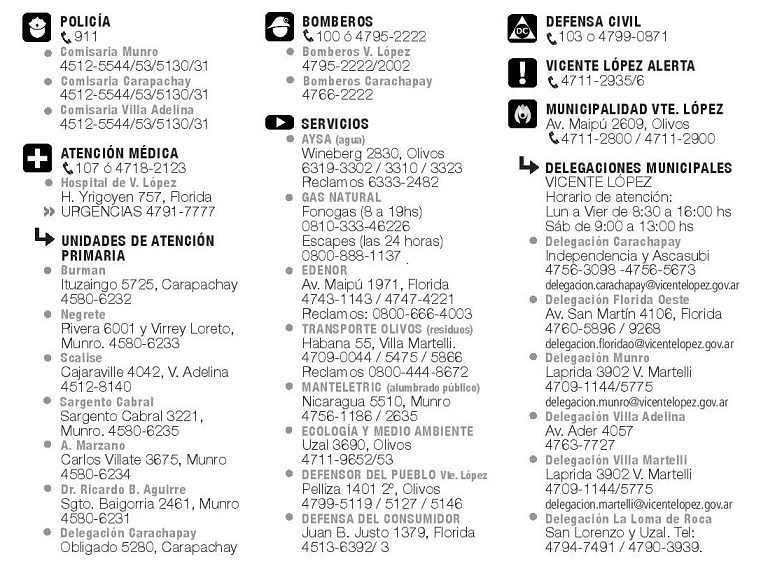 POLICÍA
911
Comisaria Munro
4512-5544/53/5130/31
Comisaria Carapachay
4512-5544/53/5130/31
Comisaria Villa Adelina
4512-5544/53/5130/31
ATENCIÓN MÉDICA
107 ó 4718-2123
Hospital de V. López
H. Yrigoyen 757, Florida
URGENCIAS 4791-7777
UNIDADES DE ATENCIÓN
PRIMARIA
Burman
Ituzaingo 5725, Carapachay
4580-6232
Negrete
Rivera 6001 y Virrey Loreto,
Munro. 4580-6233
Scalise
Cajaraville 4042, V. Adelina
4512-8140
Sargento Cabral
Sargento Cabral 3221,
Munro. 4580-6235
A. Marzano
Carlos Villate 3675, Munro
4580-6234
Dr. Ricardo B. Aguirre
Sgto. Baigorria 2461, Munro
4580-6231
Delegación Carapachay
Obligado 5280, Carapachay
BOMBEROS
100 ó 4795-2222
Bomberos V. López
4795-2222/2002
Bomberos Carachapay
4766-2222
SERVICIOS
AYSA (agua)
Wineberg 2830, Olivos
6319-3302 / 3310 / 3323
Reclamos 6333-2482
GAS NATURAL
Fonogas (8 a 19hs)
0810-333-46226
Escapes (las 24 horas)
0800-888-1137
EDENOR
Av. Maipú 1971, Florida
4743-1143 / 4747-4221
Reclamos: 0800-666-4003
TRANSPORTE OLIVOS (residuos)
Habana 55, Villa Martelli.
4709-0044 / 5475 / 5866
Reclamos 0800-444-8672
MANTELETRIC (alumbrado público)
Nicaragua 5510, Munro
4756-1186 / 2635
ECOLOGÍA Y MEDIO AMBIENTE
Uzal 3690, Olivos
4711-9652/53
DEFENSOR DEL PUEBLO Vte. López
Pelliza 1401 2º, Olivos
4799-5119 / 5127 / 5146
DEFENSA DEL CONSUMIDOR
Juan B. Justo 1379, Florida
4513-6392/ 3
DC
DEFENSA CIVIL
103 o 4799-0871
VICENTE LÓPEZ ALERTA
4711-2935/6
MUNICIPALIDAD VTE. LÓPEZ
Av. Maipú 2609, Olivos
4711-2800 / 4711-2900
DELEGACIONES MUNICIPALES
VICENTE LÓPEZ
Horario de atención:
Lun a Vier de 8:30 a 16:00 hs
Sáb de 9:00 a 13:00 hs
Delegación Carachapay
Independencia y Ascasubi
4756-3098 -4756-5673
delegacion.carachapay@vicentelopez.gov.ar
Delegación Florida Oeste
Av. San Martín 4106, Florida
4760-5896 / 9268
delegacion.floridao@vicentelopez.gov.ar
Delegación Munro
Laprida 3902 V. Martelli
4709-1144/5775
delegacion.munro@vicentelopez.gov.ar
Delegación Villa Adelina
Av. Ader 4057
4763-7727
Delegación Villa Martelli
Laprida 3902 V. Martelli
4709-1144/5775
delegacion.martelli@vicentelopez.gov.ar
Delegación La Loma de Roca
San Lorenzo y Uzal. Tel:
4794-7491 / 4790-3939.